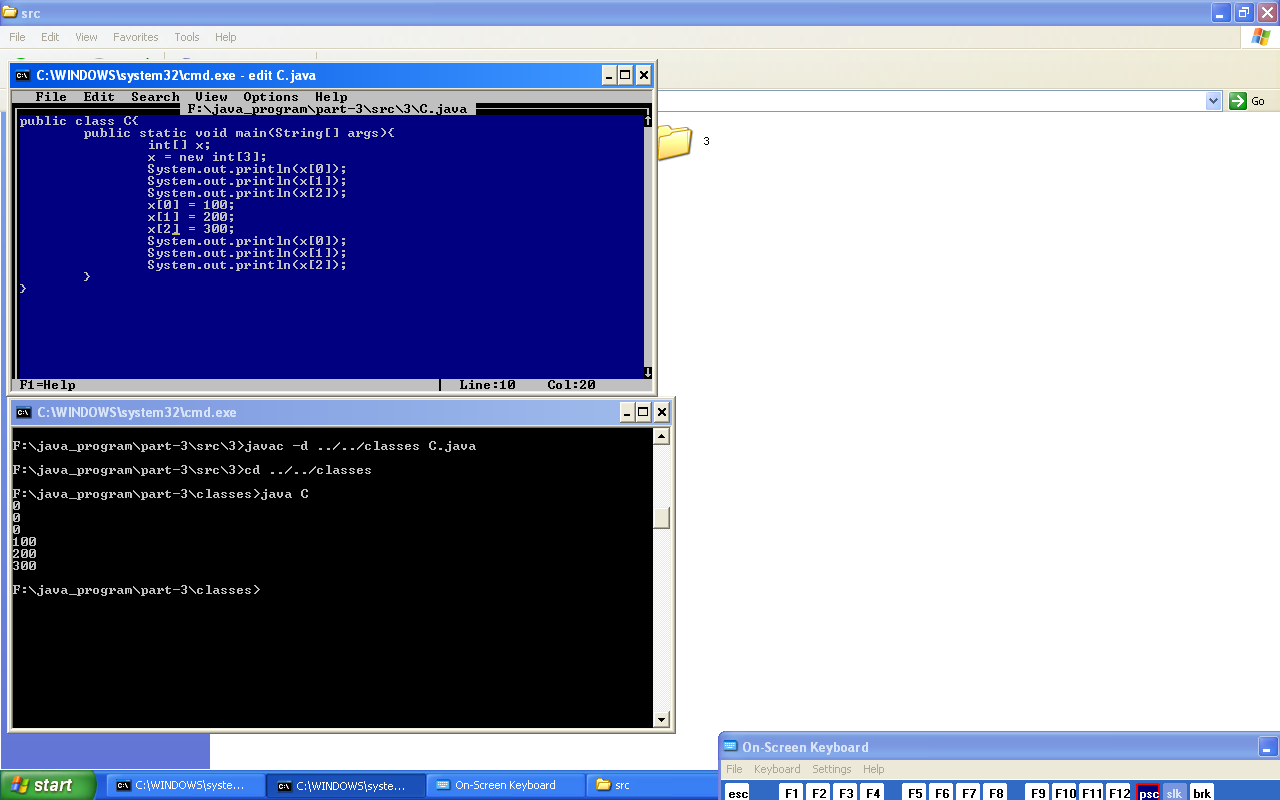 src
File Edit View Favorites Tools Help
C:\WINDOWS\system32\cmd.exe - edit C.java
File Edit Search View Options Help
F:\java_program\part-3\src\3\C.java
public class C{
public static void main(String[] args){
int[] x;
x = new int[3];
System.out.println(x[0]);
System.out.println(x[1]);
System.out.println(x[2]);
x[0] = 100;
x[1] = 200;
x[2] = 300;
System.out.println(x[0]);
System.out.println(x[1]);
System.out.println(x[2]);
}
}
F1=Help | Line:10 Col:20
Go
3
C:\WINDOWS\system32\cmd.exe
F:\java_program\part-3\src\3>javac -d ../../classes C.java
F:\java_program\part-3\src\3>cd ../../classes
F:\java_program\part-3\classes>java C
0
0
0
100
200
300
F:\java_program\part-3\classes>
On-Screen Keyboard
File Keyboard Settings Help
esc F1 F2 F3 F4 F5 F6 F7 F8 F9 F10 F11 F12 psc slk brk
start C:\WINDOWS\syste... C:\WINDOWS\syste... On-Screen Keyboard src